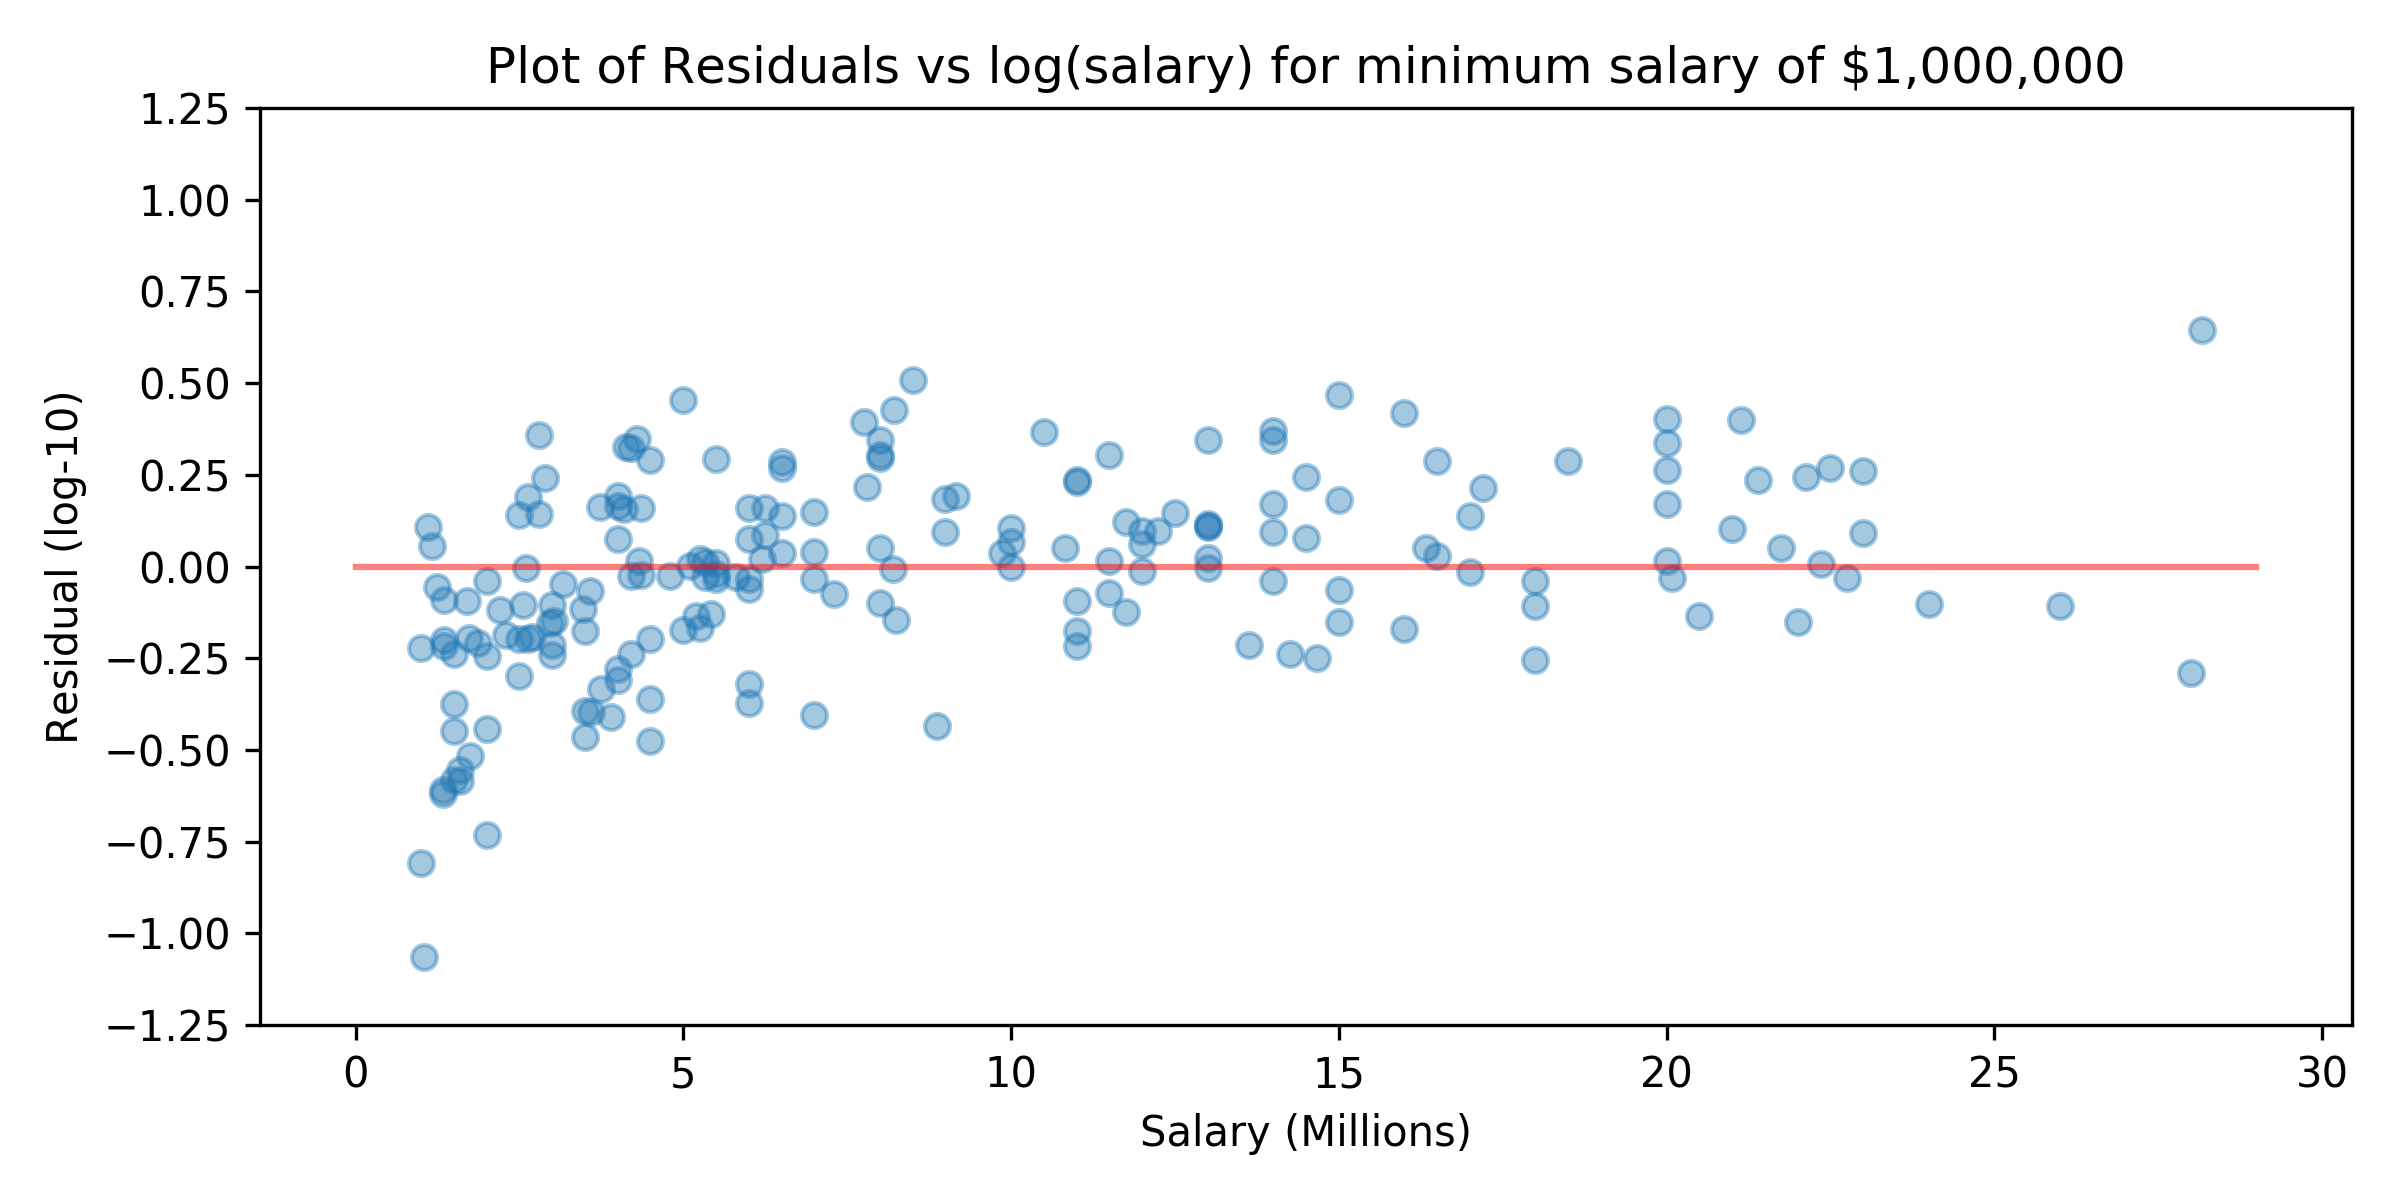 Plot of Residuals vs log(salary) for minimum salary of $1,000,000
1.25
1.00
0.75
0.50
0.25
0.00
−0.25
−0.50
−0.75
−1.00
−1.25
Residual (log-10)
0 5 10 15 20 25 30
Salary (Millions)